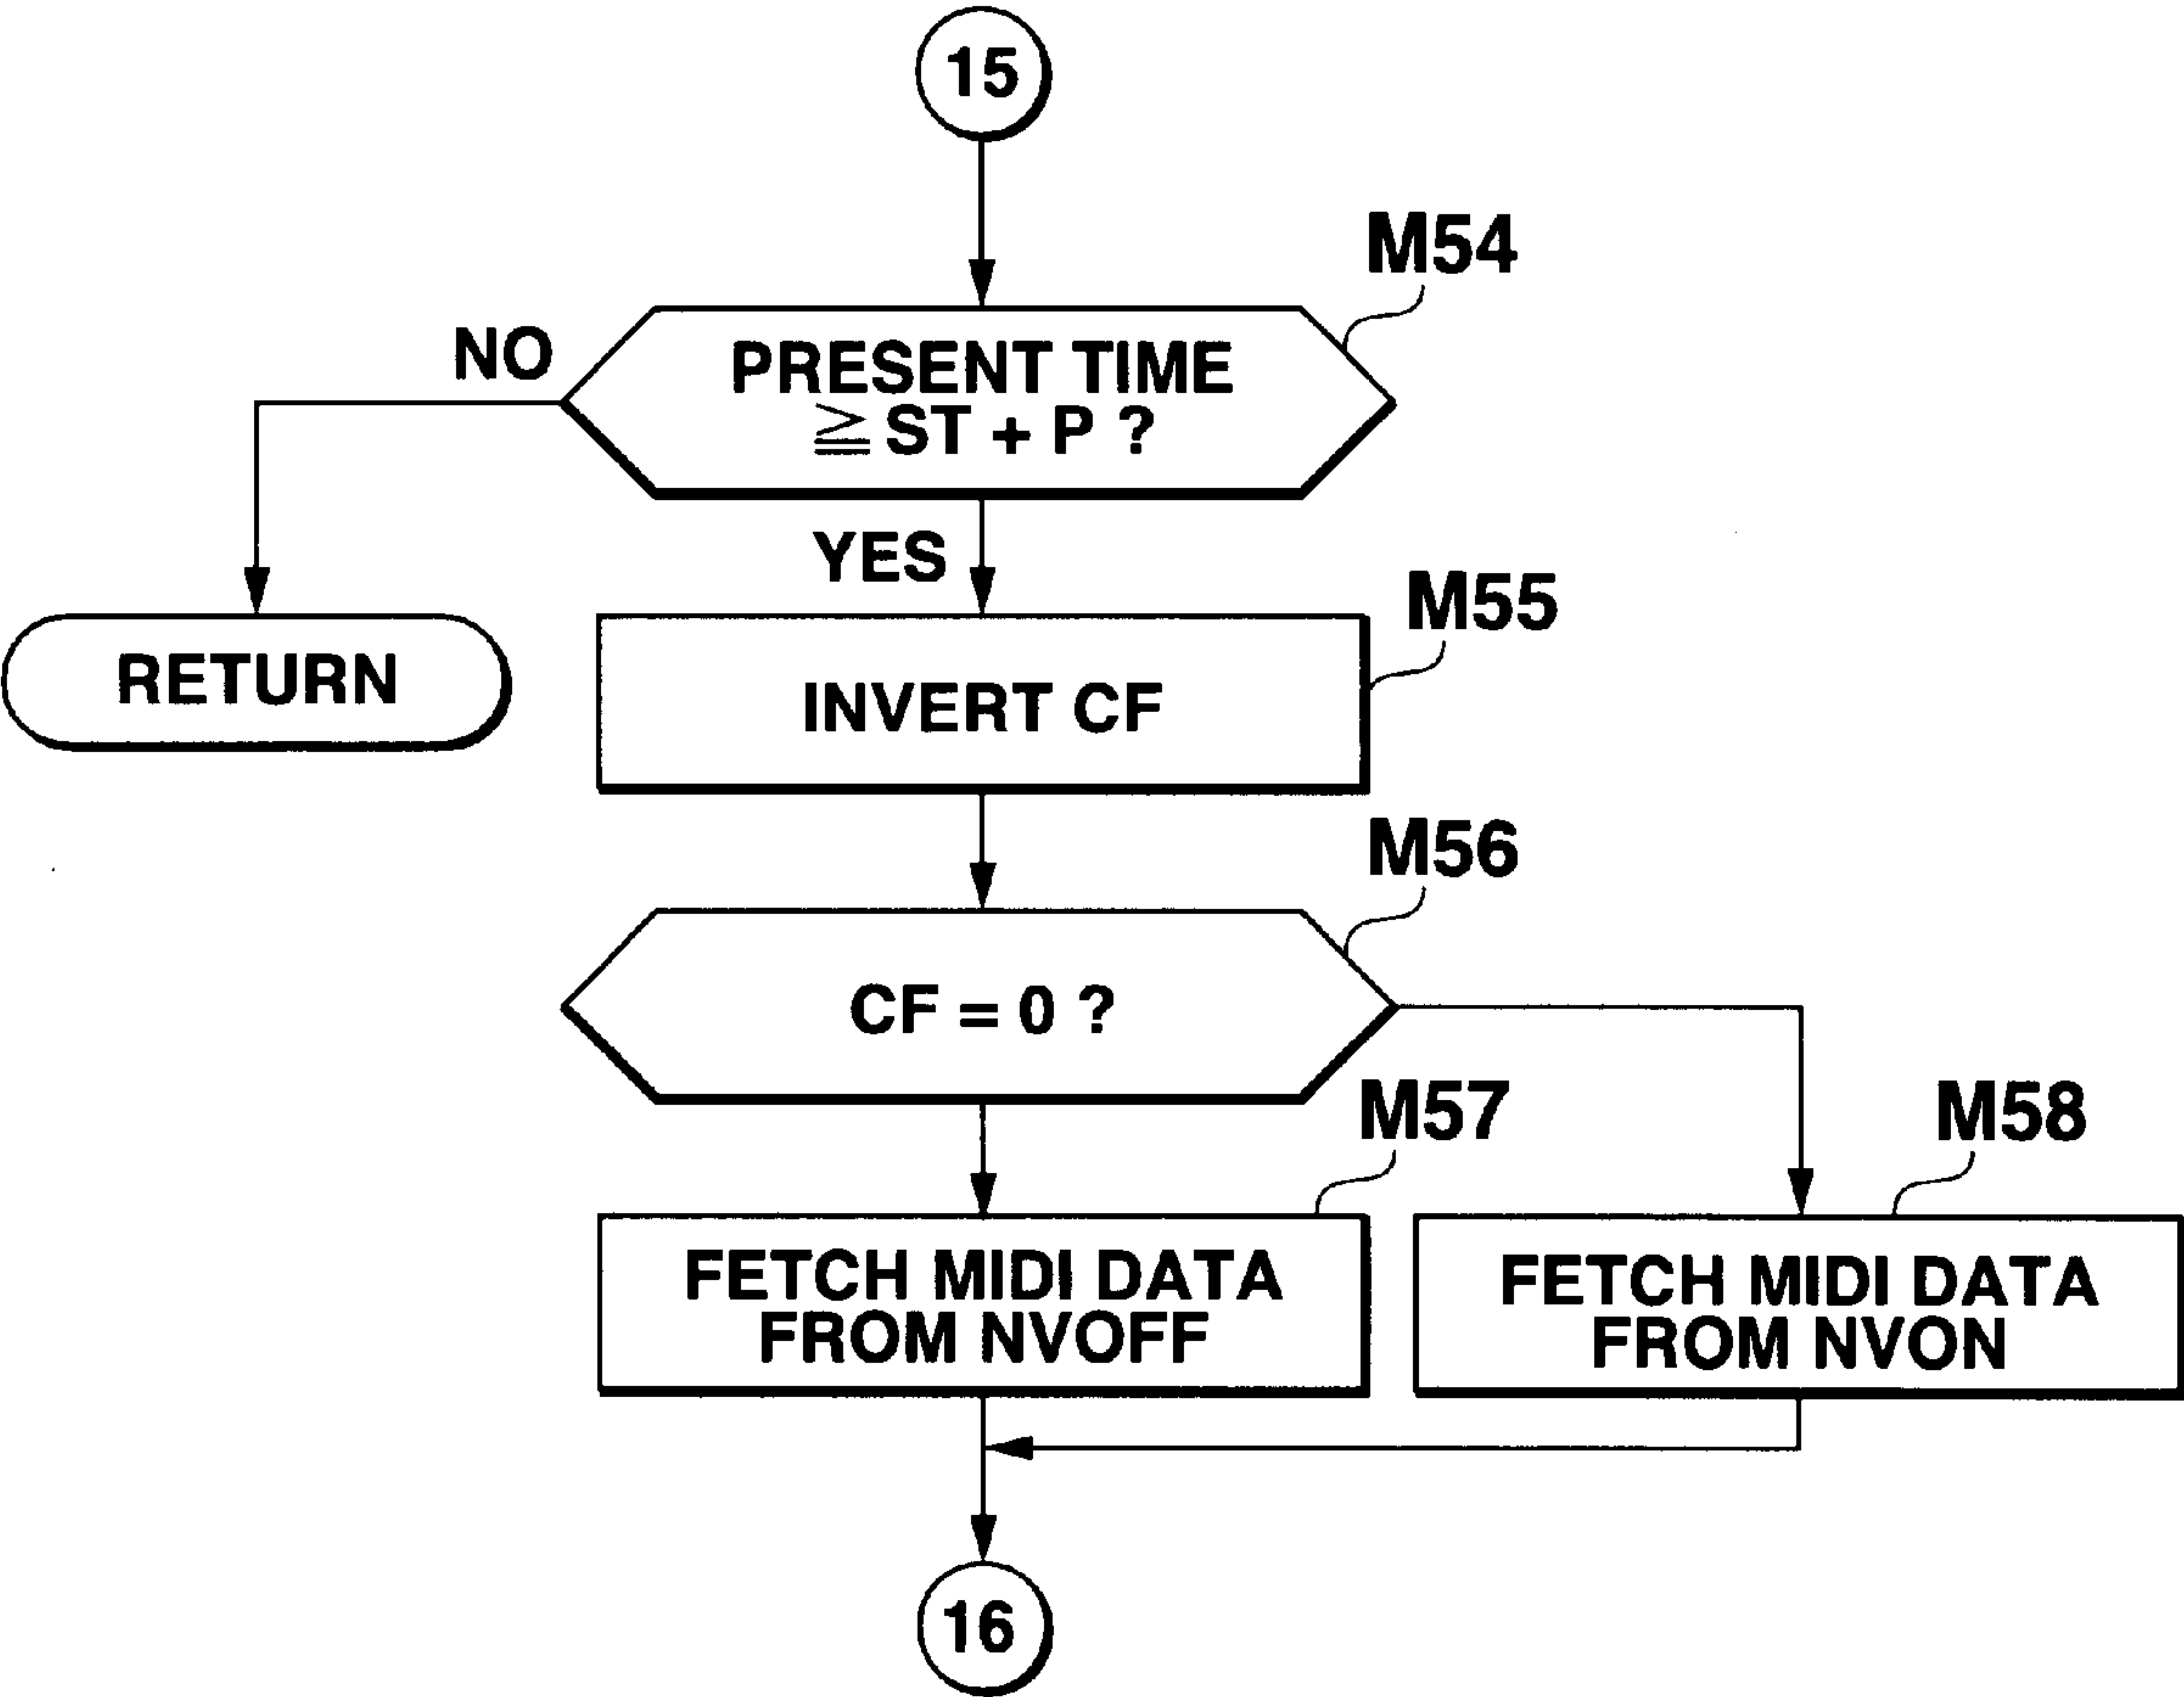 15
M54
NO
PRESENT TIME
≧ ST + P ?
YES
M55
RETURN
INVERT CF
M56
CF = 0 ?
M57
M58
FETCH MIDI DATA
FROM NVOFF
FETCH MIDI DATA
FROM NVON
16